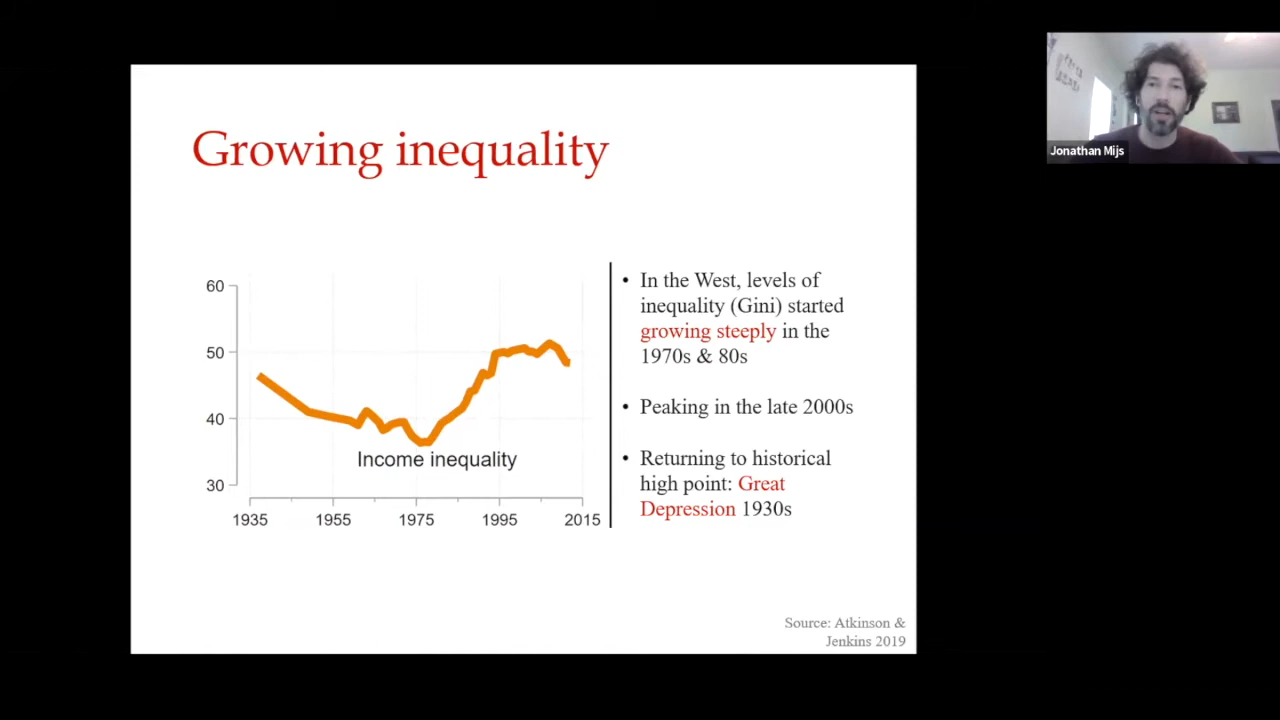 Growing inequality
60
50
40
30
Income inequality
1935 1955 1975 1995 2015
• In the West, levels of
inequality (Gini) started
growing steeply in the
1970s & 80s
• Peaking in the late 2000s
• Returning to historical
high point: Great
Depression 1930s
Source: Atkinson &
Jenkins 2019
Jonathan Mijs